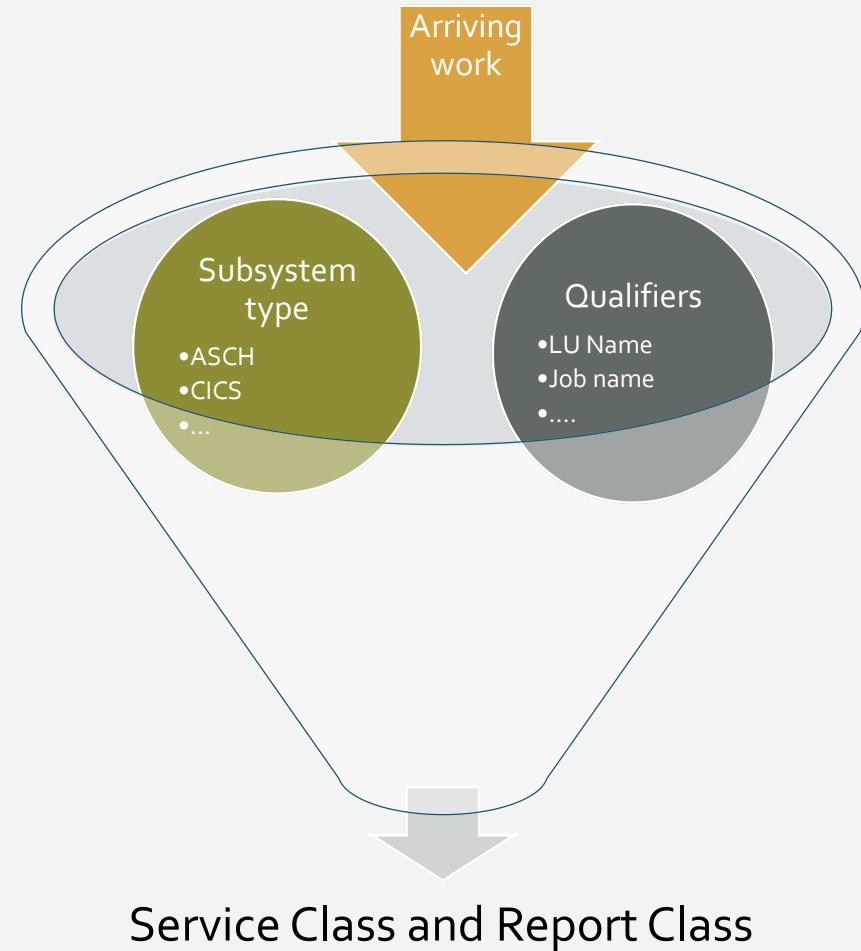 Arriving
work
Subsystem
type
•ASCH
•CICS
•...
Qualifiers
•LU Name
•Job name
•....
Service Class and Report Class